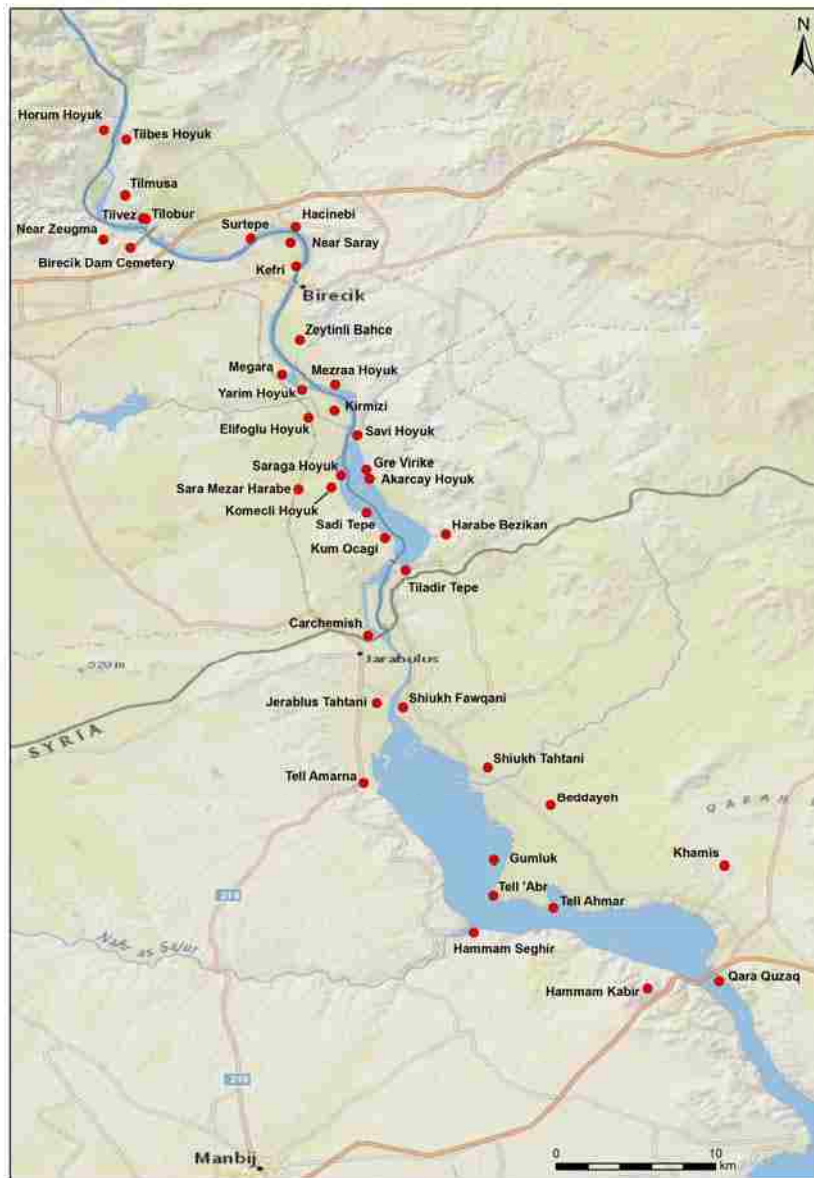 N
Horum Hoyuk
Tilbes Hoyuk
Tilmusa
Tilvez
Tilobur
Near Zeugma
Birecik Dam Cemetery
Surtepe
Hacinebi
Near Saray
Kefri
Birecik
Zeytinli Bahce
Megara
Mezraa Hoyuk
Yarim Hoyuk
Kirmizi
Elifoglu Hoyuk
Savi Hoyuk
Saraga Hoyuk
Gre Virike
Akarcay Hoyuk
Sara Mezar Harabe
Komecli Hoyuk
Sadi Tepe
Harabe Bezikan
Kum Ocagi
Tiladir Tepe
Carchemish
Jarabulus
520 m
Jerablus Tahtani
Shiukh Fawqani
SYRIA
Shiukh Tahtani
Tell Amarna
Beddayeh
Khamis
Gumluk
216
Tell 'Abr
Tell Ahmar
Hammam Seghir
Qara Quzaq
Hammam Kabir
216
Manbij
0 10
km